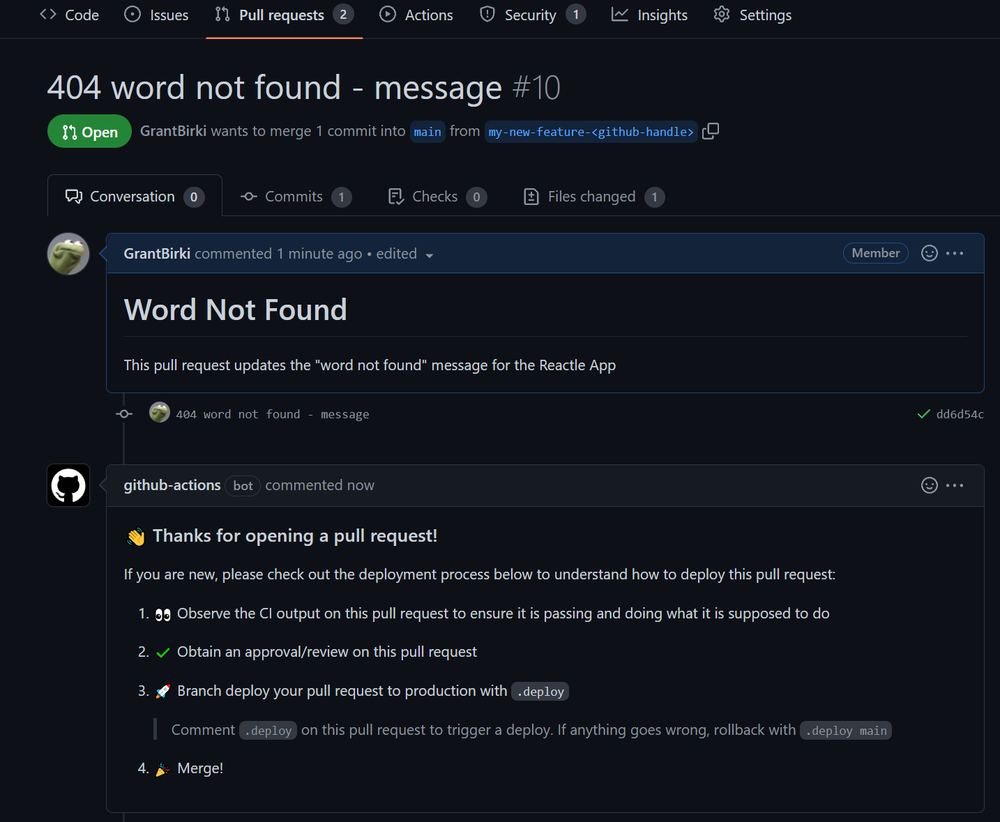 Code Issues Pull requests 2 Actions Security 1 Insights Settings
404 word not found - message #10
Open GrantBirki wants to merge 1 commit into main from my-new-feature-<github-handle>
Conversation 0 Commits 1 Checks 0 Files changed 1
GrantBirki commented 1 minute ago • edited Member
Word Not Found
This pull request updates the "word not found" message for the Reactle App
404 word not found - message dd6d54c
github-actions bot commented now
👋 Thanks for opening a pull request!
If you are new, please check out the deployment process below to understand how to deploy this pull request:
1. 👀 Observe the CI output on this pull request to ensure it is passing and doing what it is supposed to do
2. ✔️ Obtain an approval/review on this pull request
3. 🚀 Branch deploy your pull request to production with .deploy
Comment .deploy on this pull request to trigger a deploy. If anything goes wrong, rollback with .deploy main
4. 🎉 Merge!